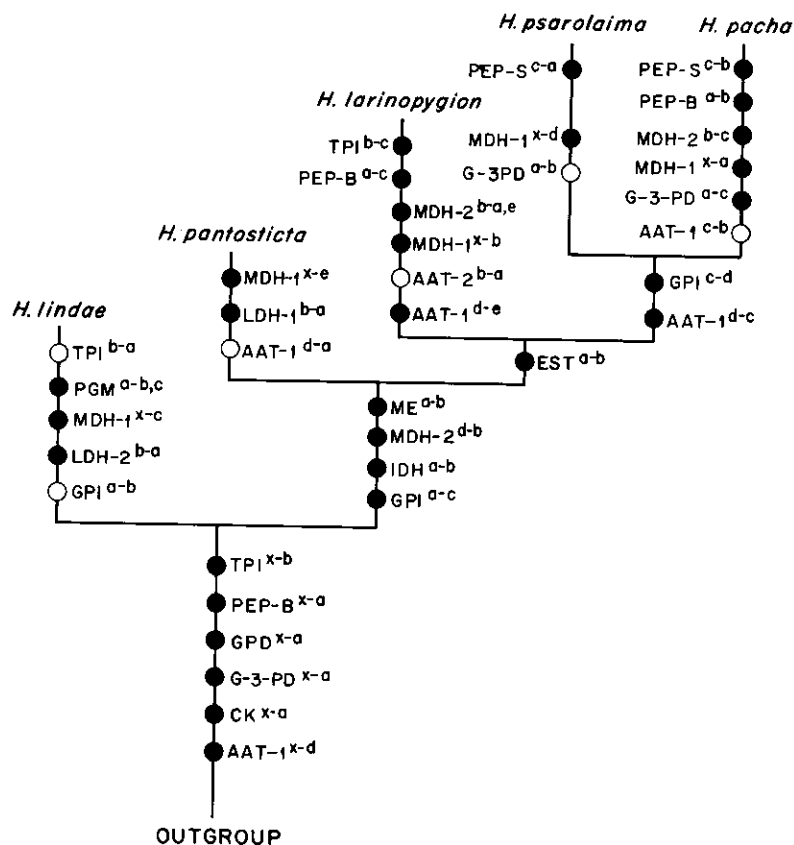 H. psarolaima
H. pacha
PEP-S c-a
PEP-S c-b
PEP-B a-b
MDH-1 x-d
MDH-2 b-c
G-3PD a-b
MDH-1 x-a
G-3-PD a-c
AAT-1 c-b
H. larinopygion
TPI b-c
PEP-B a-c
MDH-2 b-a,e
MDH-1 x-b
AAT-2 b-a
AAT-1 d-e
GPI c-d
AAT-1 d-c
H. pantosticta
MDH-1 x-e
LDH-1 b-a
AAT-1 d-a
EST a-b
H. lindae
TPI b-a
PGM a-b,c
MDH-1 x-c
LDH-2 b-a
GPI a-b
ME a-b
MDH-2 d-b
IDH a-b
GPI a-c
TPI x-b
PEP-B x-a
GPD x-a
G-3-PD x-a
CK x-a
AAT-1 x-d
OUTGROUP